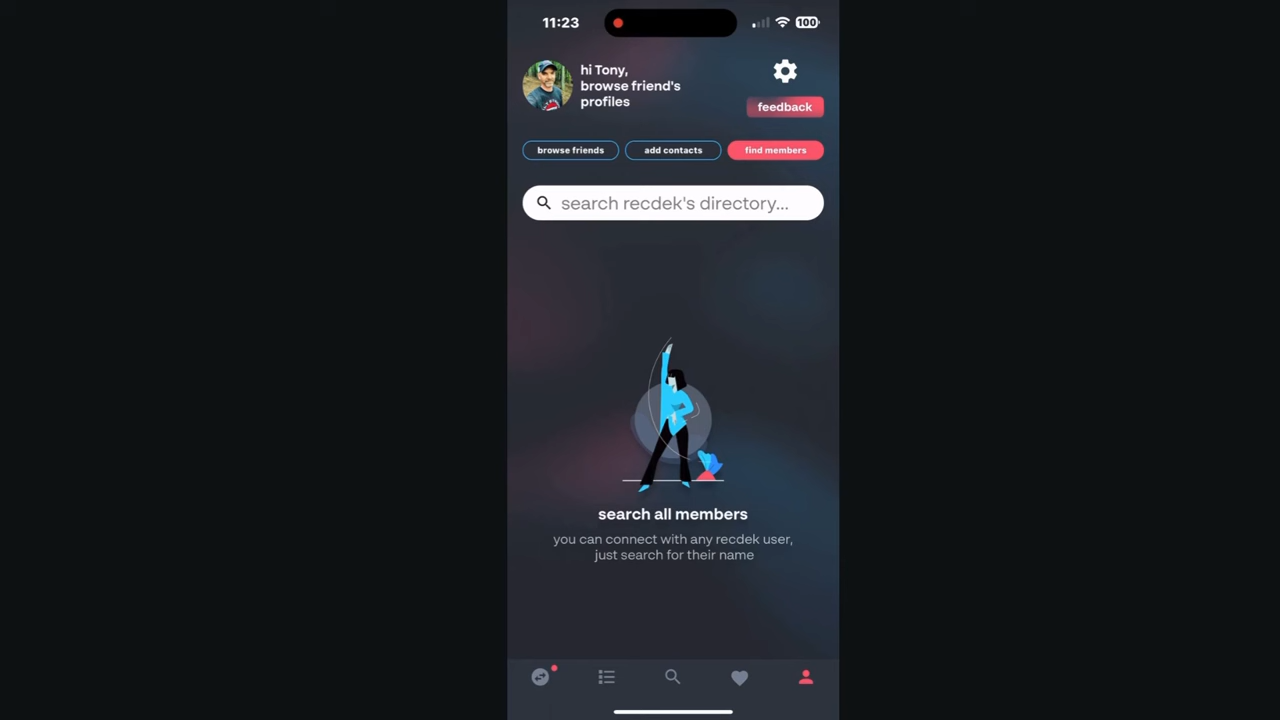 11:23
100
hi Tony,
browse friend's
profiles
feedback
browse friends
add contacts
find members
search recdek's directory...
search all members
you can connect with any recdek user,
just search for their name